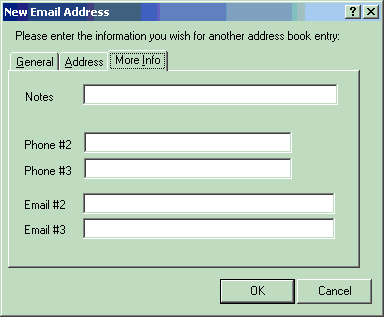 New Email Address
Please enter the information you wish for another address book entry:
General Address More Info
Notes
Phone #2
Phone #3
Email #2
Email #3
OK Cancel